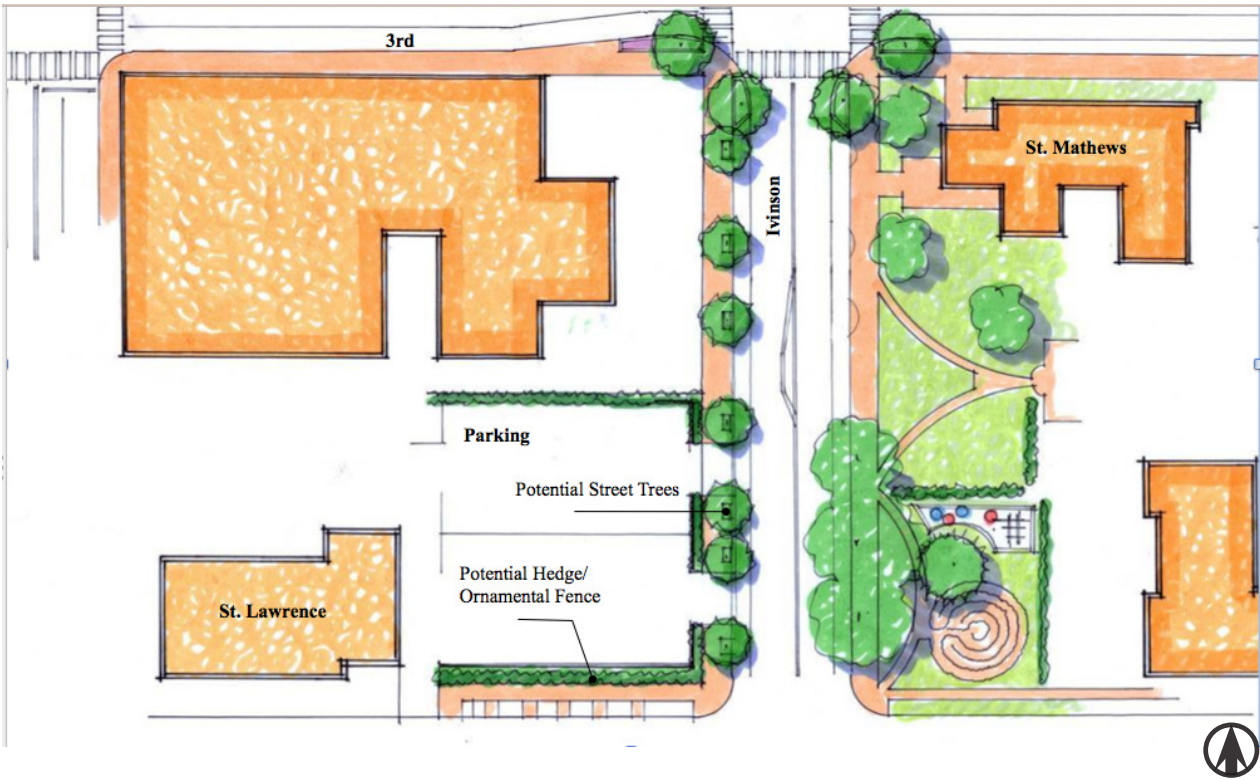 3rd
St. Mathews
Ivinson
Parking
Potential Street Trees
Potential Hedge/
Ornamental Fence
St. Lawrence